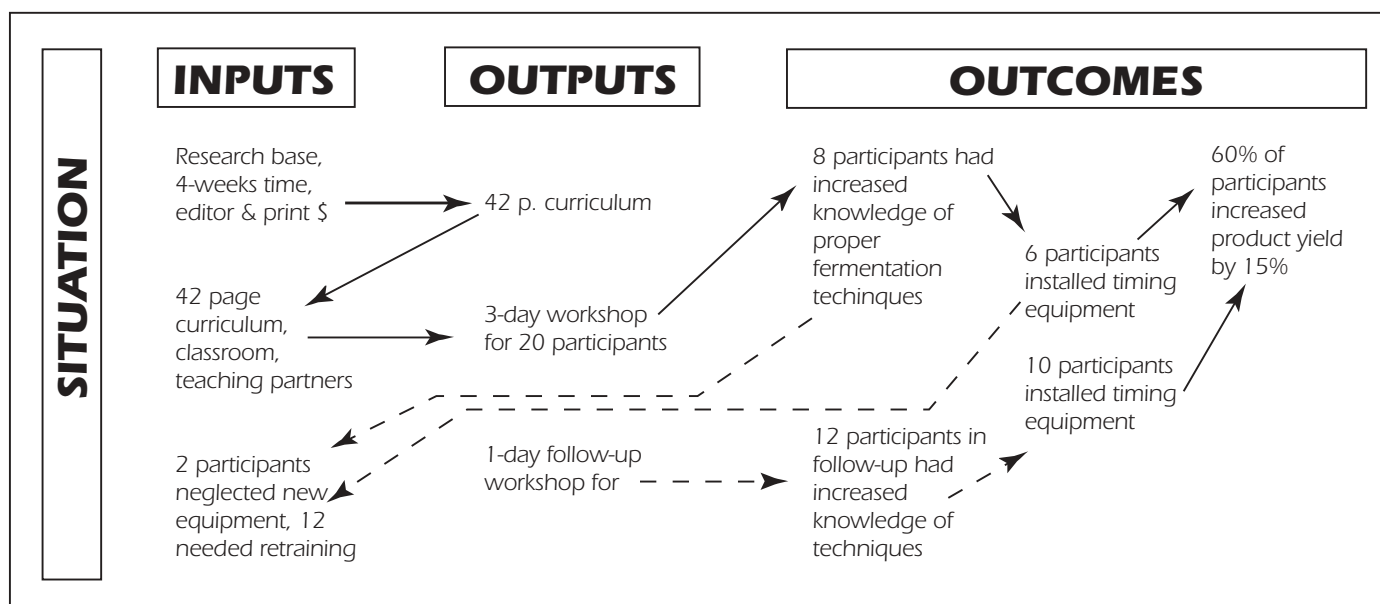 SITUATION
INPUTS
Research base,
4-weeks time,
editor & print $
42 page
curriculum,
classroom,
teaching partners
2 participants
neglected new
equipment, 12
needed retraining
OUTPUTS
42 p. curriculum
3-day workshop
for 20 participants
1-day follow-up
workshop for
OUTCOMES
8 participants had
increased
knowledge of
proper
fermentation
techinques
12 participants in
follow-up had
increased
knowledge of
techniques
6 participants
installed timing
equipment
10 participants
installed timing
equipment
60% of
participants
increased
product yield
by 15%